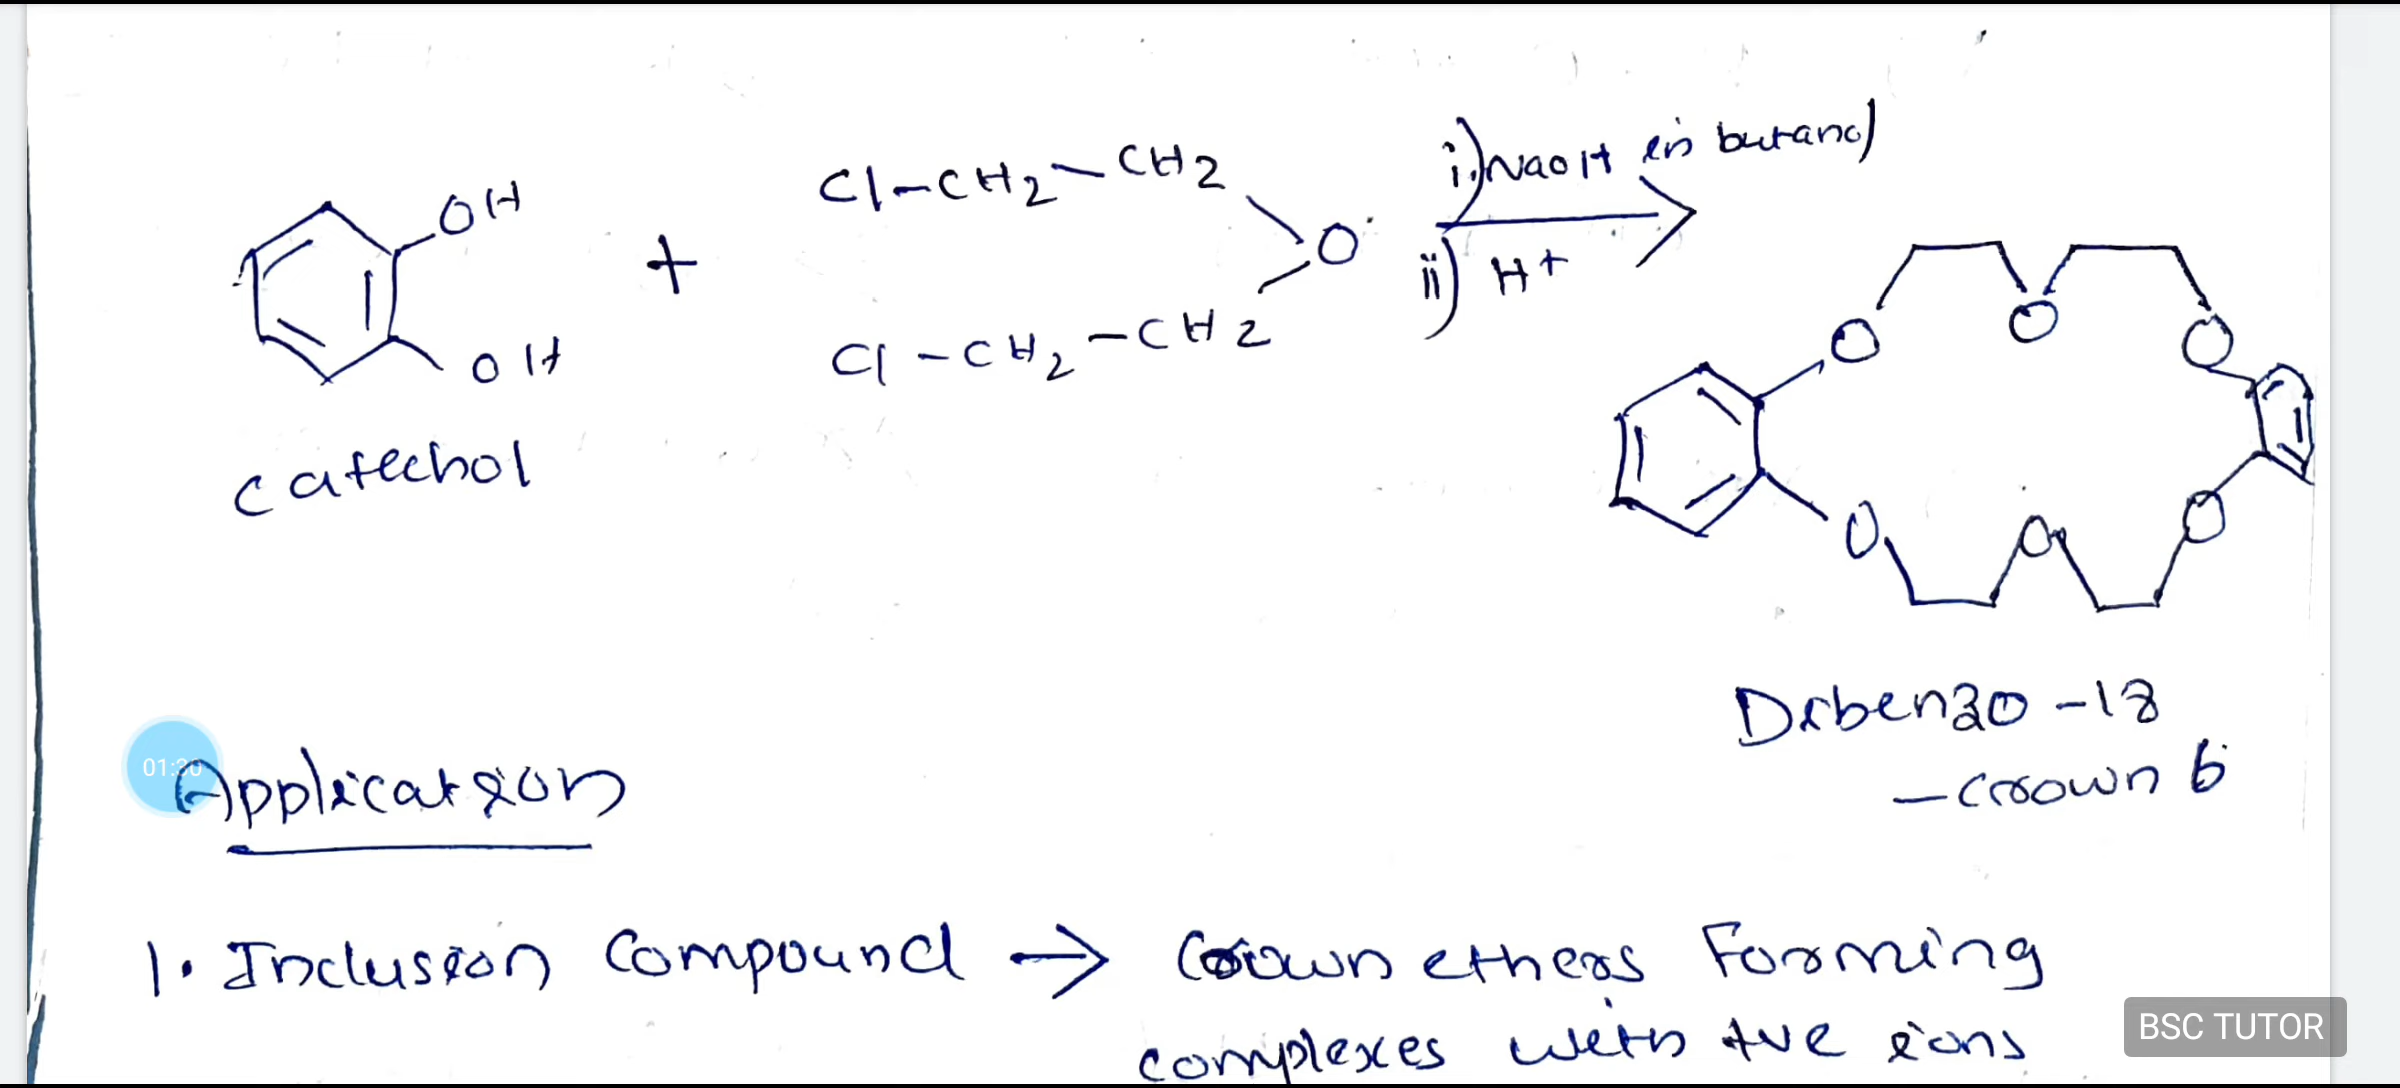 i) NaOH in butanol
Cl-CH2-CH2
OH
+
O
ii) H+
OH
Cl-CH2-CH2
O O O
catechol
O O O
Dibenzo-18
-crown 6
01:30
Application
1. Inclusion Compound → Crown ethers Forming
complexes with +ve ions
BSC TUTOR